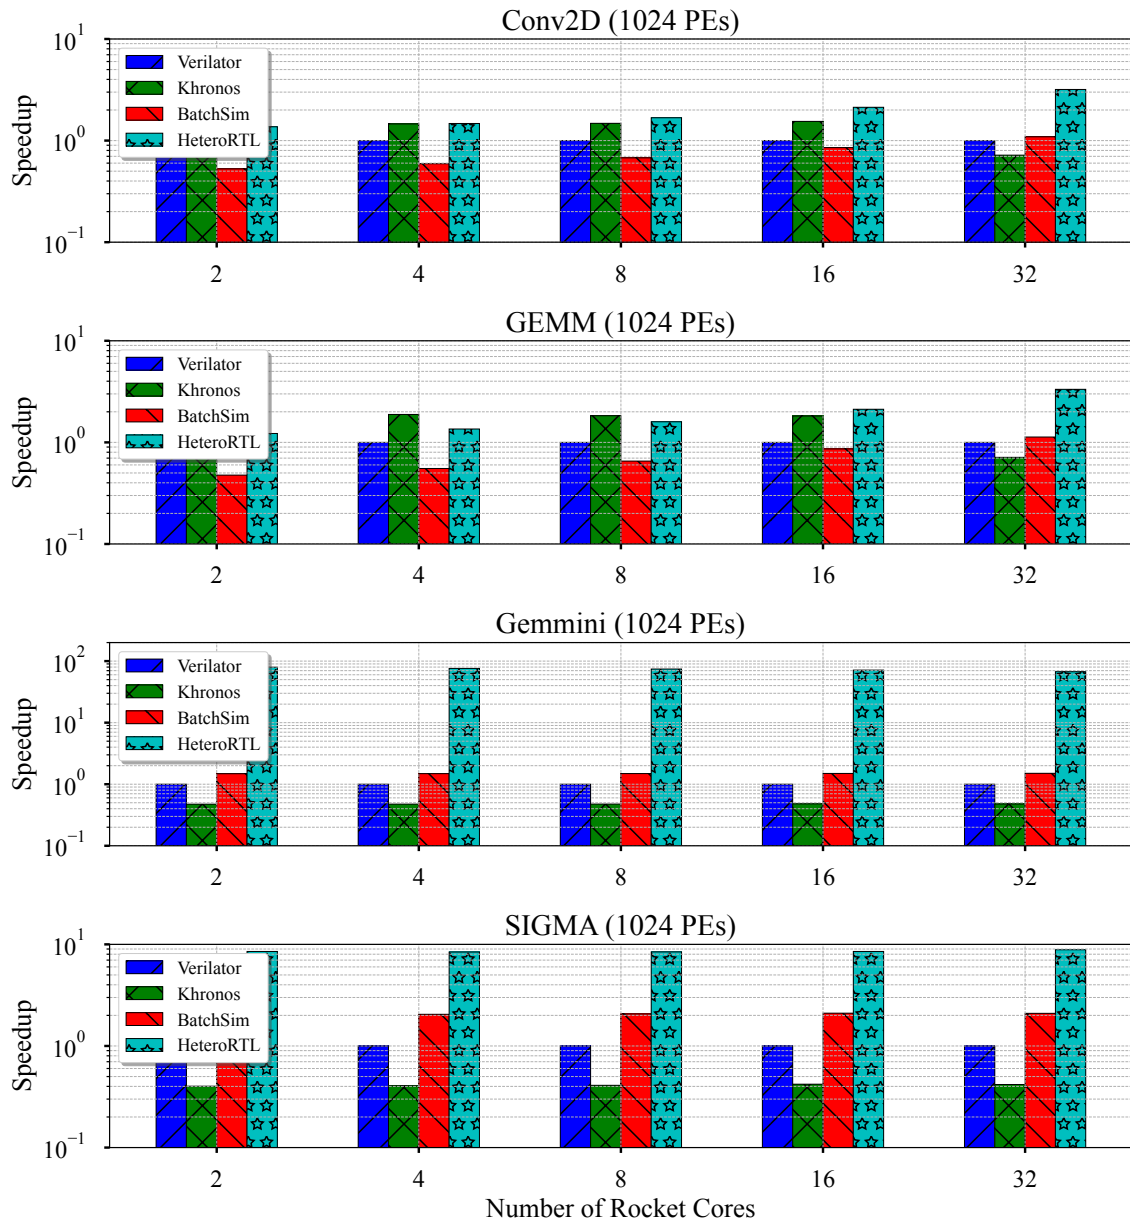 Conv2D (1024 PEs)
Speedup
10^1
10^0
10^−1
Verilator
Khronos
BatchSim
HeteroRTL
2 4 8 16 32
GEMM (1024 PEs)
Speedup
10^1
10^0
10^−1
Verilator
Khronos
BatchSim
HeteroRTL
2 4 8 16 32
Gemmini (1024 PEs)
Speedup
10^2
10^1
10^0
10^−1
Verilator
Khronos
BatchSim
HeteroRTL
2 4 8 16 32
SIGMA (1024 PEs)
Speedup
10^1
10^0
10^−1
Verilator
Khronos
BatchSim
HeteroRTL
2 4 8 16 32
Number of Rocket Cores